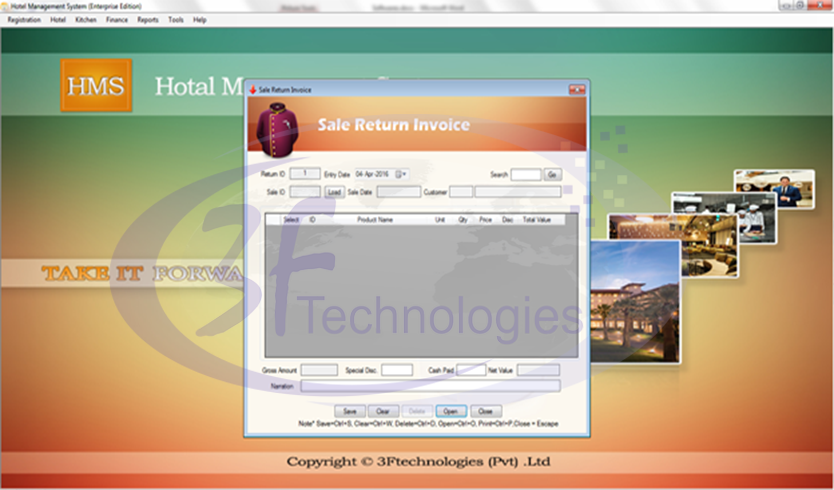 Hotel Management System (Enterprise Edition)
Registration Hotel Kitchen Finance Reports Tools Help
HMS Hotal M
Sale Return Invoice
Sale Return Invoice
Return ID 1 Entry Date 04-Apr-2016 Search Go
Sale ID Load Sale Date Customer
Select ID Product Name Unit Qty Price Disc Total Value
TAKE IT FORWA
3F Technologies
Gross Amount Special Disc. Cash Paid Net Value
Narration
Save Clear Delete Open Close
Note* Save=Ctrl+S, Clear=Ctrl+W, Delete=Ctrl+D, Open=Ctrl+O, Print=Ctrl+P,Close = Escape
Copyright © 3Ftechnologies (Pvt) .Ltd